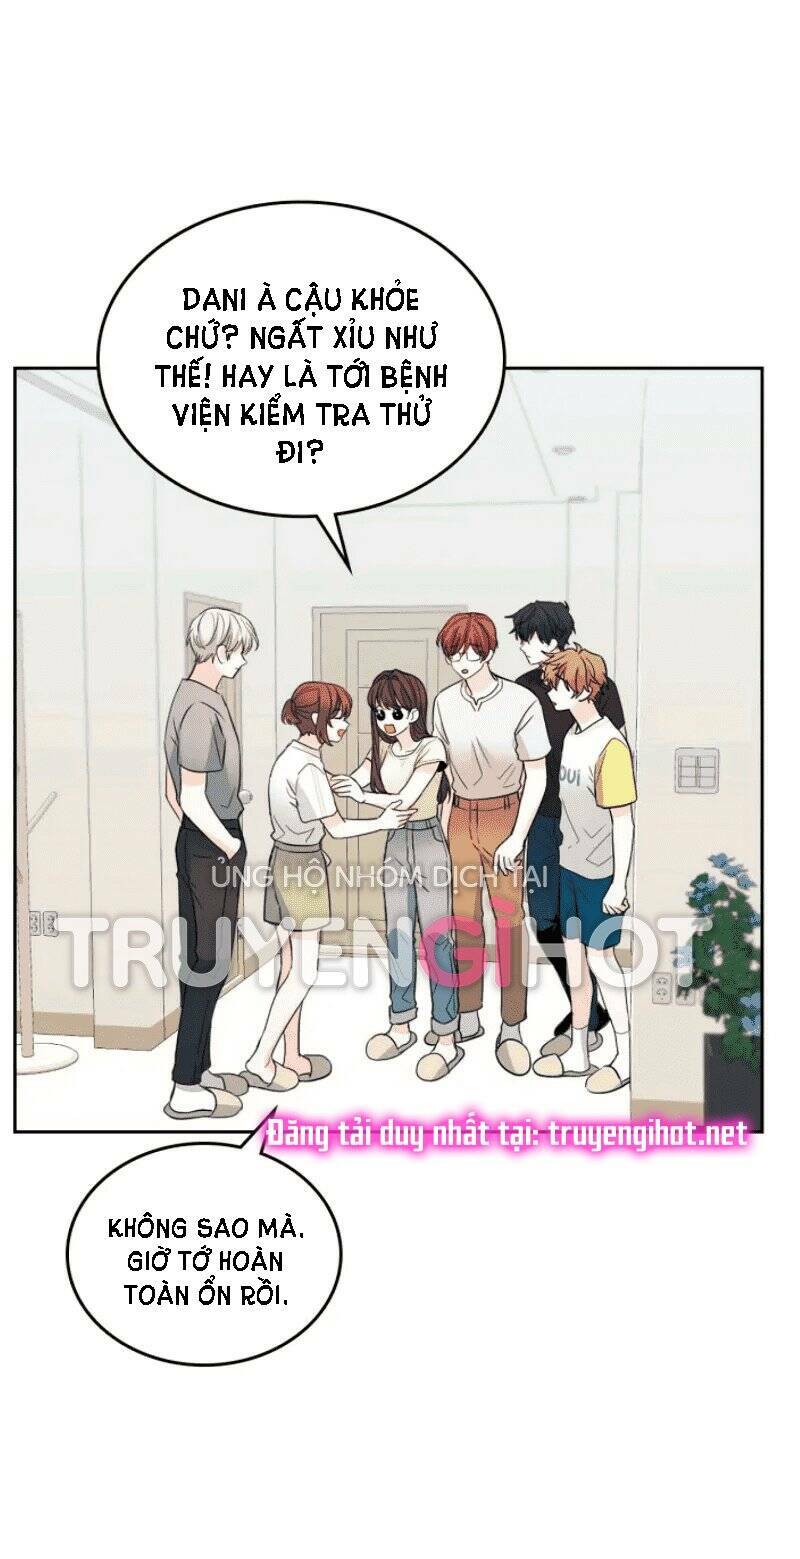 DANI À CẬU KHỎE
CHỨ? NGẤT XỈU NHƯ
THẾ! HAY LÀ TỚI BỆNH
VIỆN KIỂM TRA THỬ
ĐI?
OUI
ỦNG HỘ NHÓM DỊCH TẠI
TRUYENGIHOT
Đăng tải duy nhất tại: truyengihot.net
KHÔNG SAO MÀ.
GIỜ TỚ HOÀN
TOÀN ỔN RỒI.